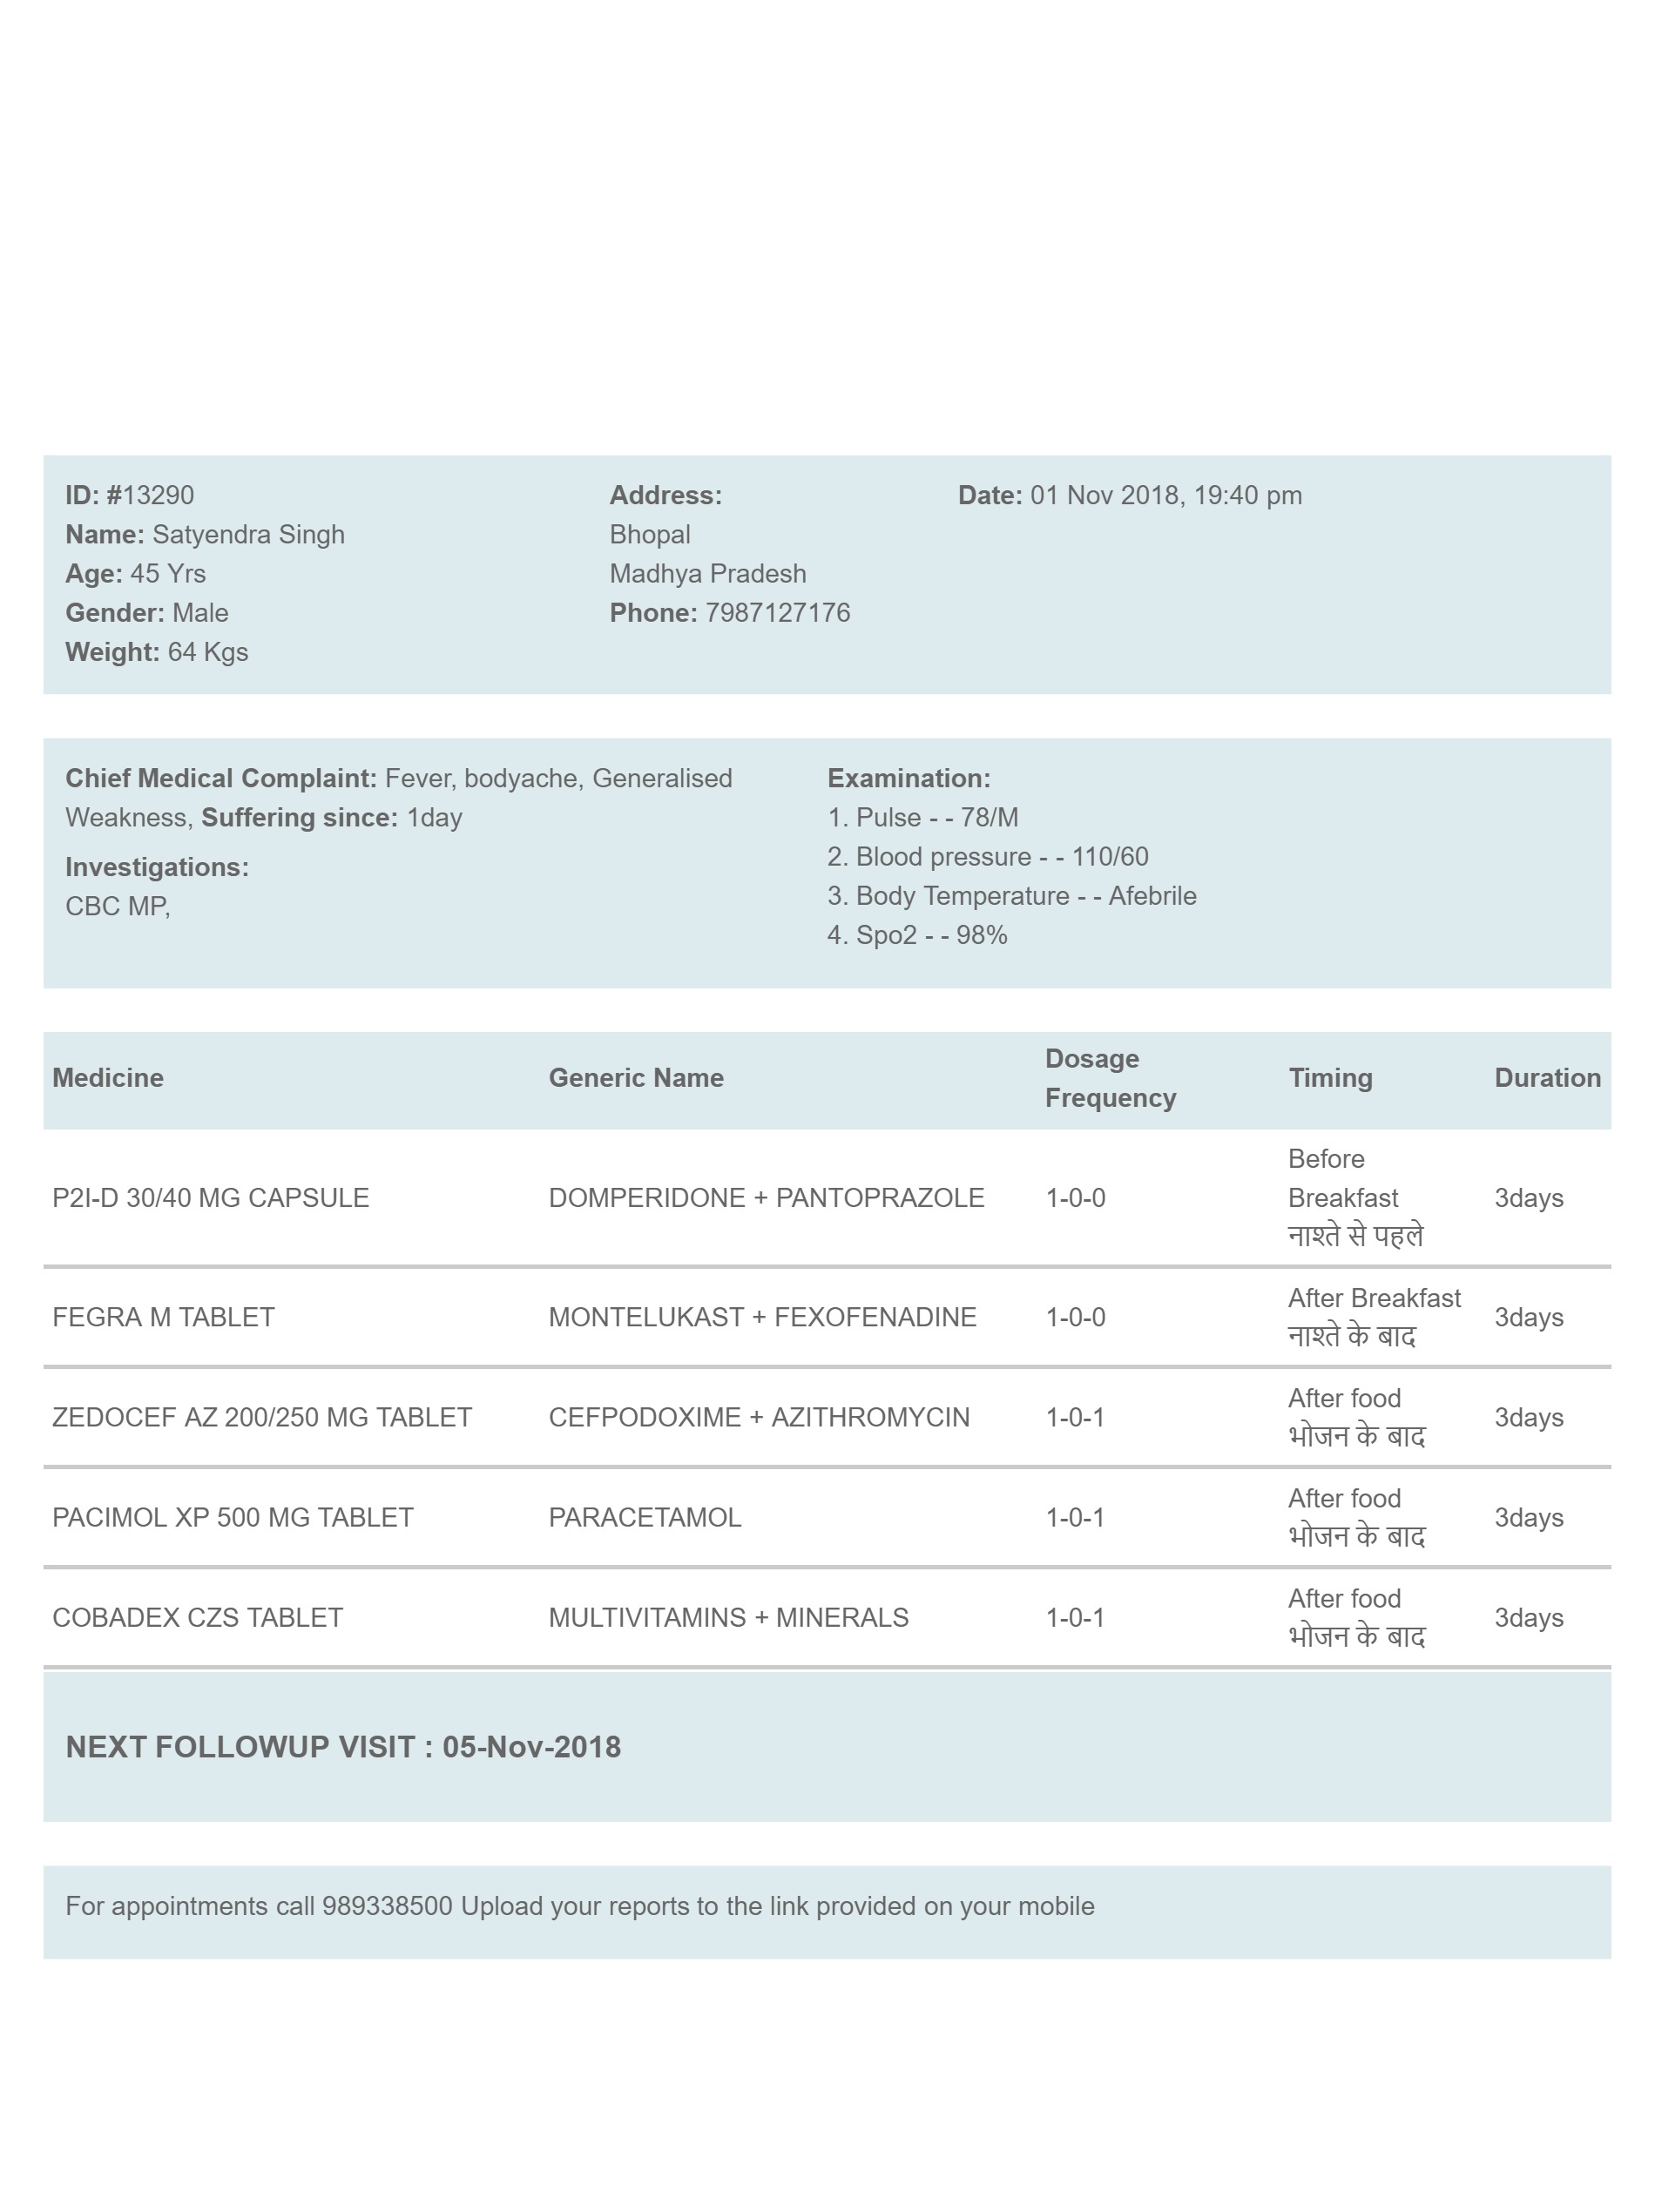 ID: #13290
Name: Satyendra Singh
Age: 45 Yrs
Gender: Male
Weight: 64 Kgs
Address:
Bhopal
Madhya Pradesh
Phone: 7987127176
Date: 01 Nov 2018, 19:40 pm
Chief Medical Complaint: Fever, bodyache, Generalised
Weakness, Suffering since: 1day
Investigations:
CBC MP,
Examination:
1. Pulse - - 78/M
2. Blood pressure - - 110/60
3. Body Temperature - - Afebrile
4. Spo2 - - 98%
Medicine Generic Name Dosage Frequency Timing Duration
P2I-D 30/40 MG CAPSULE DOMPERIDONE + PANTOPRAZOLE 1-0-0 Before Breakfast नाश्ते से पहले 3days
FEGRA M TABLET MONTELUKAST + FEXOFENADINE 1-0-0 After Breakfast नाश्ते के बाद 3days
ZEDOCEF AZ 200/250 MG TABLET CEFPODOXIME + AZITHROMYCIN 1-0-1 After food भोजन के बाद 3days
PACIMOL XP 500 MG TABLET PARACETAMOL 1-0-1 After food भोजन के बाद 3days
COBADEX CZS TABLET MULTIVITAMINS + MINERALS 1-0-1 After food भोजन के बाद 3days
NEXT FOLLOWUP VISIT : 05-Nov-2018
For appointments call 989338500 Upload your reports to the link provided on your mobile